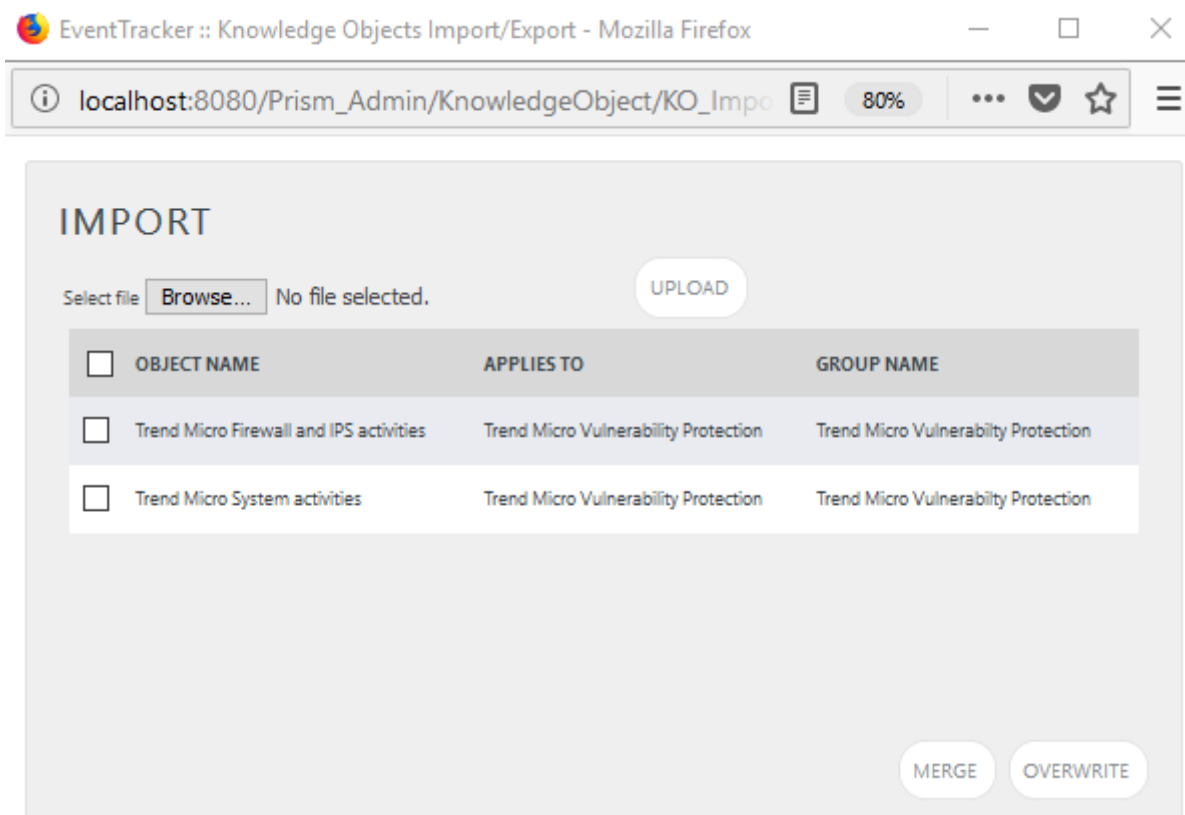 EventTracker :: Knowledge Objects Import/Export - Mozilla Firefox
localhost:8080/Prism_Admin/KnowledgeObject/KO_Impo 80%
IMPORT
Select file Browse... No file selected. UPLOAD
OBJECT NAME APPLIES TO GROUP NAME
Trend Micro Firewall and IPS activities Trend Micro Vulnerability Protection Trend Micro Vulnerabilty Protection
Trend Micro System activities Trend Micro Vulnerability Protection Trend Micro Vulnerabilty Protection
MERGE OVERWRITE